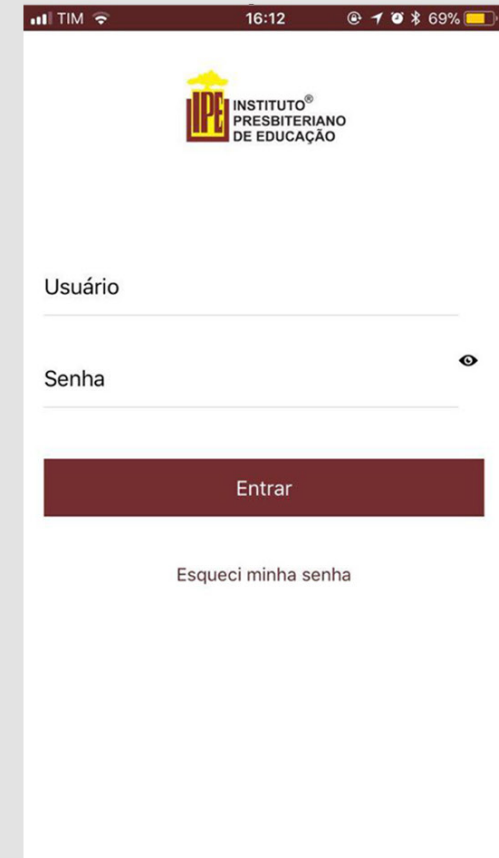 TIM 16:12 69%
IPE INSTITUTO®
PRESBITERIANO
DE EDUCAÇÃO
Usuário
Senha
Entrar
Esqueci minha senha